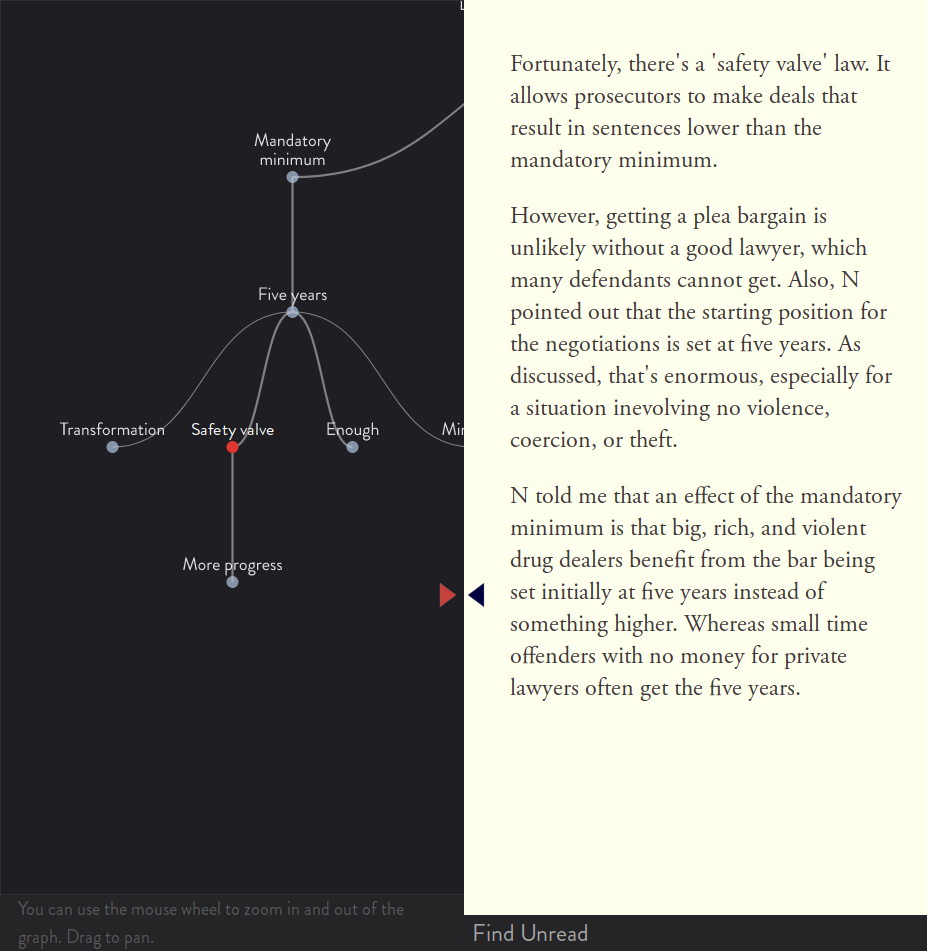 Mandatory
minimum
Five years
Transformation
Safety valve
Enough
More progress
You can use the mouse wheel to zoom in and out of the
graph. Drag to pan.
Fortunately, there's a 'safety valve' law. It
allows prosecutors to make deals that
result in sentences lower than the
mandatory minimum.
However, getting a plea bargain is
unlikely without a good lawyer, which
many defendants cannot get. Also, N
pointed out that the starting position for
the negotiations is set at five years. As
discussed, that's enormous, especially for
a situation inevolving no violence,
coercion, or theft.
N told me that an effect of the mandatory
minimum is that big, rich, and violent
drug dealers benefit from the bar being
set initially at five years instead of
something higher. Whereas small time
offenders with no money for private
lawyers often get the five years.
Find Unread